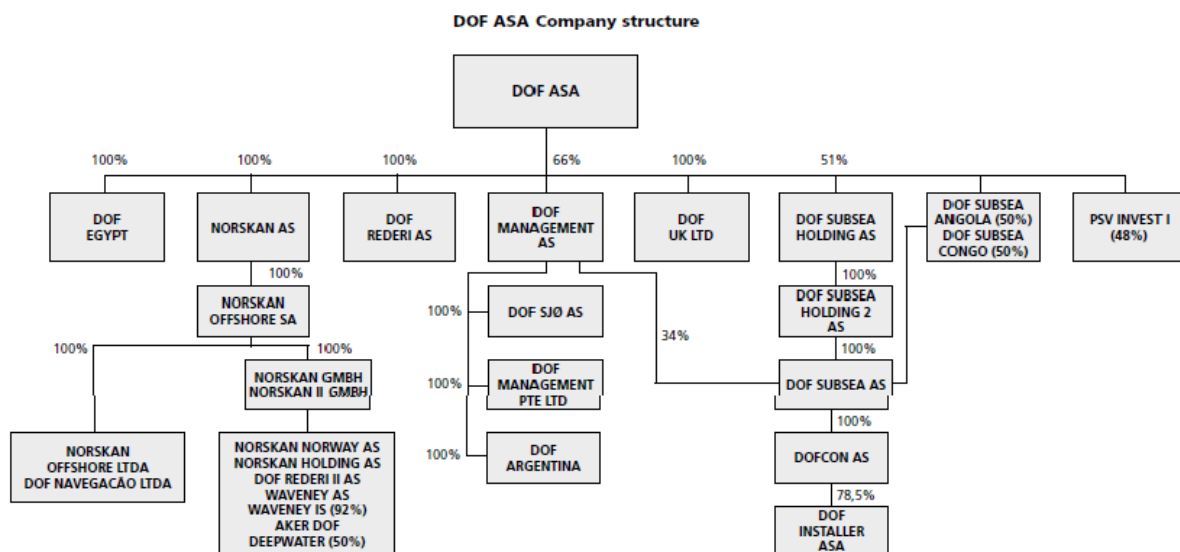 DOF ASA Company structure
DOF ASA
100%
100%
100%
66%
100%
51%
DOF
EGYPT
NORSKAN AS
DOF
REDERI AS
DOF
MANAGEMENT
AS
DOF
UK LTD
DOF SUBSEA
HOLDING AS
DOF SUBSEA
ANGOLA (50%)
DOF SUBSEA
CONGO (50%)
PSV INVEST I
(48%)
100%
100%
NORSKAN
OFFSHORE SA
100%
DOF SJØ AS
DOF SUBSEA
HOLDING 2
AS
34%
100%
100%
100%
NORSKAN GMBH
NORSKAN II GMBH
100%
DOF
MANAGEMENT
PTE LTD
DOF SUBSEA AS
100%
NORSKAN
OFFSHORE LTDA
DOF NAVEGACÃO LTDA
NORSKAN NORWAY AS
NORSKAN HOLDING AS
DOF REDERI II AS
WAVENEY AS
WAVENEY IS (92%)
AKER DOF
DEEPWATER (50%)
100%
DOF
ARGENTINA
DOFCON AS
78,5%
DOF
INSTALLER
ASA